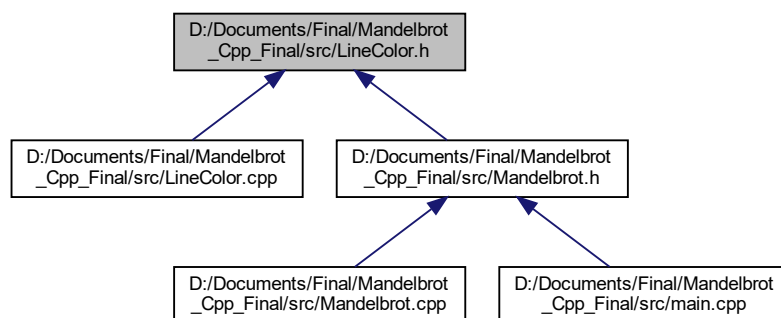 D:/Documents/Final/Mandelbrot
_Cpp_Final/src/LineColor.h
D:/Documents/Final/Mandelbrot
_Cpp_Final/src/LineColor.cpp
D:/Documents/Final/Mandelbrot
_Cpp_Final/src/Mandelbrot.h
D:/Documents/Final/Mandelbrot
_Cpp_Final/src/Mandelbrot.cpp
D:/Documents/Final/Mandelbrot
_Cpp_Final/src/main.cpp